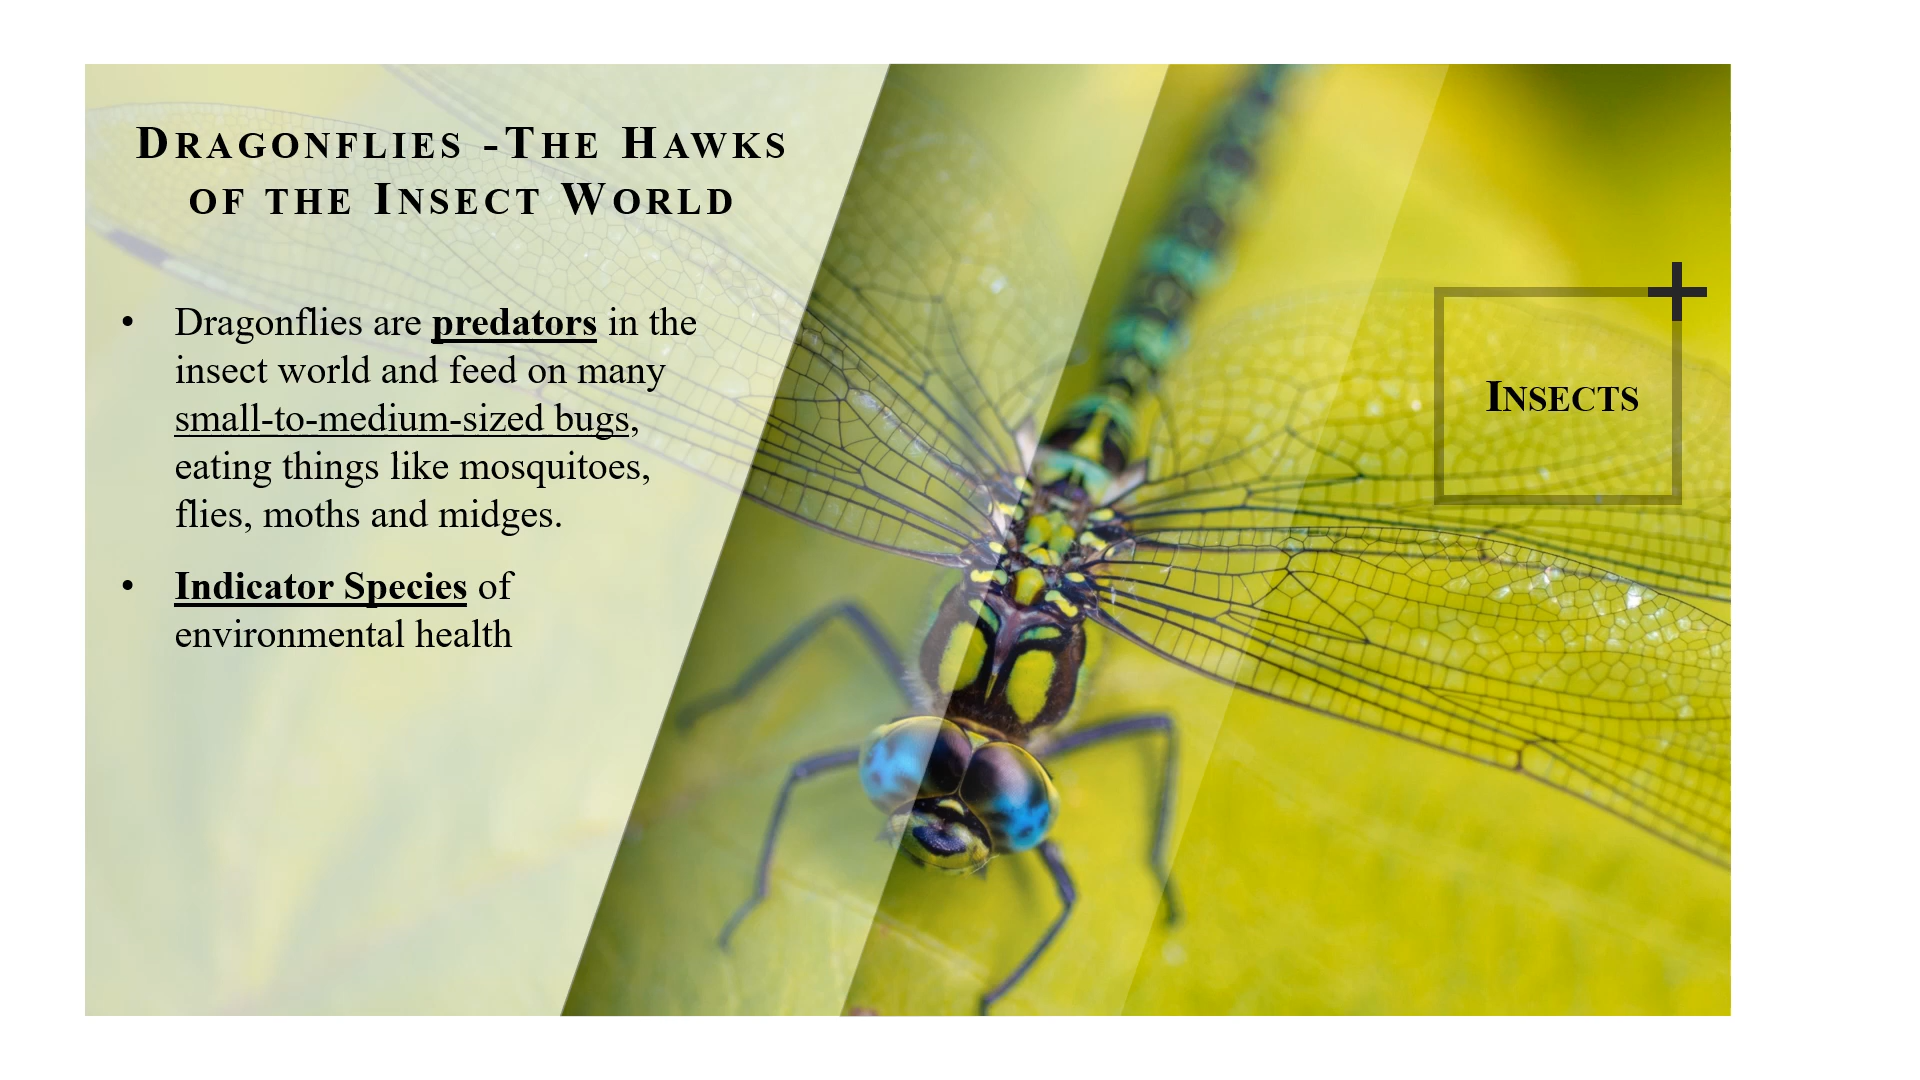 Dragonflies -The Hawks
of the Insect World
• Dragonflies are predators in the
insect world and feed on many
small-to-medium-sized bugs,
eating things like mosquitoes,
flies, moths and midges.
• Indicator Species of
environmental health
Insects